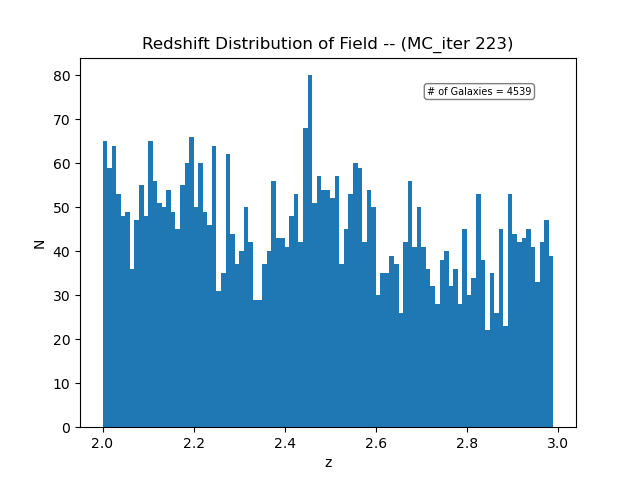 Redshift Distribution of Field -- (MC_iter 223)
# of Galaxies = 4539
80
70
60
50
40
30
20
10
0
N
2.0 2.2 2.4 2.6 2.8 3.0
z